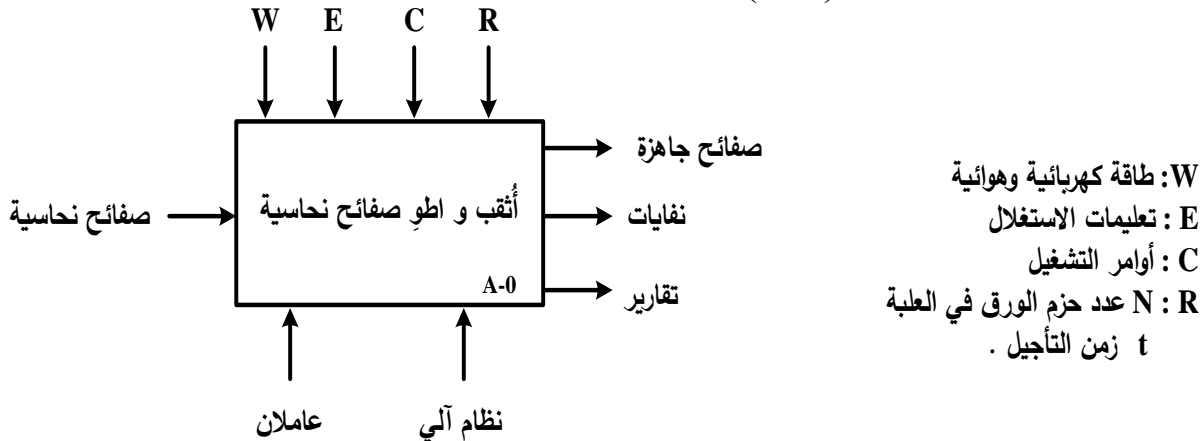 W E C R
صفائح جاهزة
نفايات
تقارير
أُثقب و اطوِ صفائح نحاسية
A-0
صفائح نحاسية
عاملان
نظام آلي
W: طاقة كهربائية وهوائية
E : تعليمات الاستغلال
C : أوامر التشغيل
R : N عدد حزم الورق في العلبة
t زمن التأجيل .